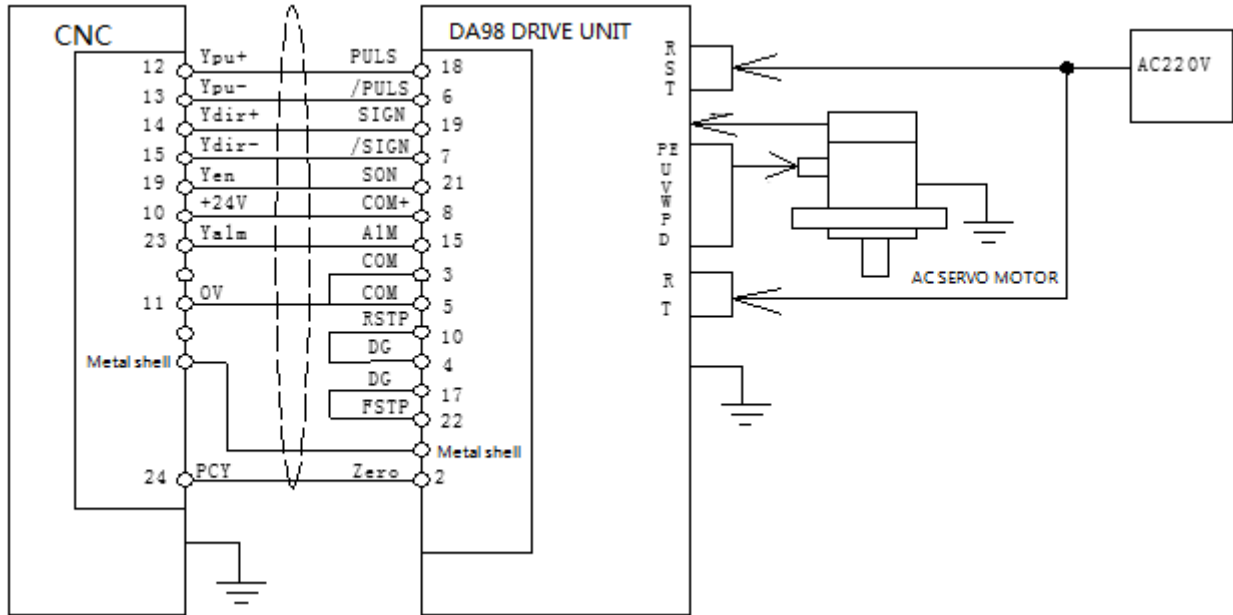 CNC
DA98 DRIVE UNIT
R
S
T
AC220V
12 Ypu+ PULS 18
13 Ypu- /PULS 6
14 Ydir+ SIGN 19
15 Ydir- /SIGN 7
19 Yen SON 21
10 +24V COM+ 8
23 Yalm AlM 15
COM 3
11 0V COM 5
RSTP 10
DG 4
DG 17
FSTP 22
Metal shell
Metal shell
24 PCY Zero 2
PE
U
V
W
P
D
R
T
AC SERVO MOTOR